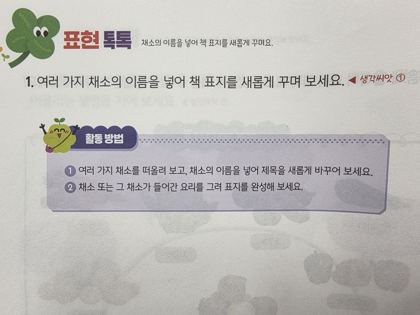 표현 톡톡 채소의 이름을 넣어 책 표지를 새롭게 꾸며요.
1. 여러 가지 채소의 이름을 넣어 책 표지를 새롭게 꾸며 보세요. ◀ 생각씨앗 ①
활동 방법
① 여러 가지 채소를 떠올려 보고, 채소의 이름을 넣어 제목을 새롭게 바꾸어 보세요.
② 채소 또는 그 채소가 들어간 요리를 그려 표지를 완성해 보세요.